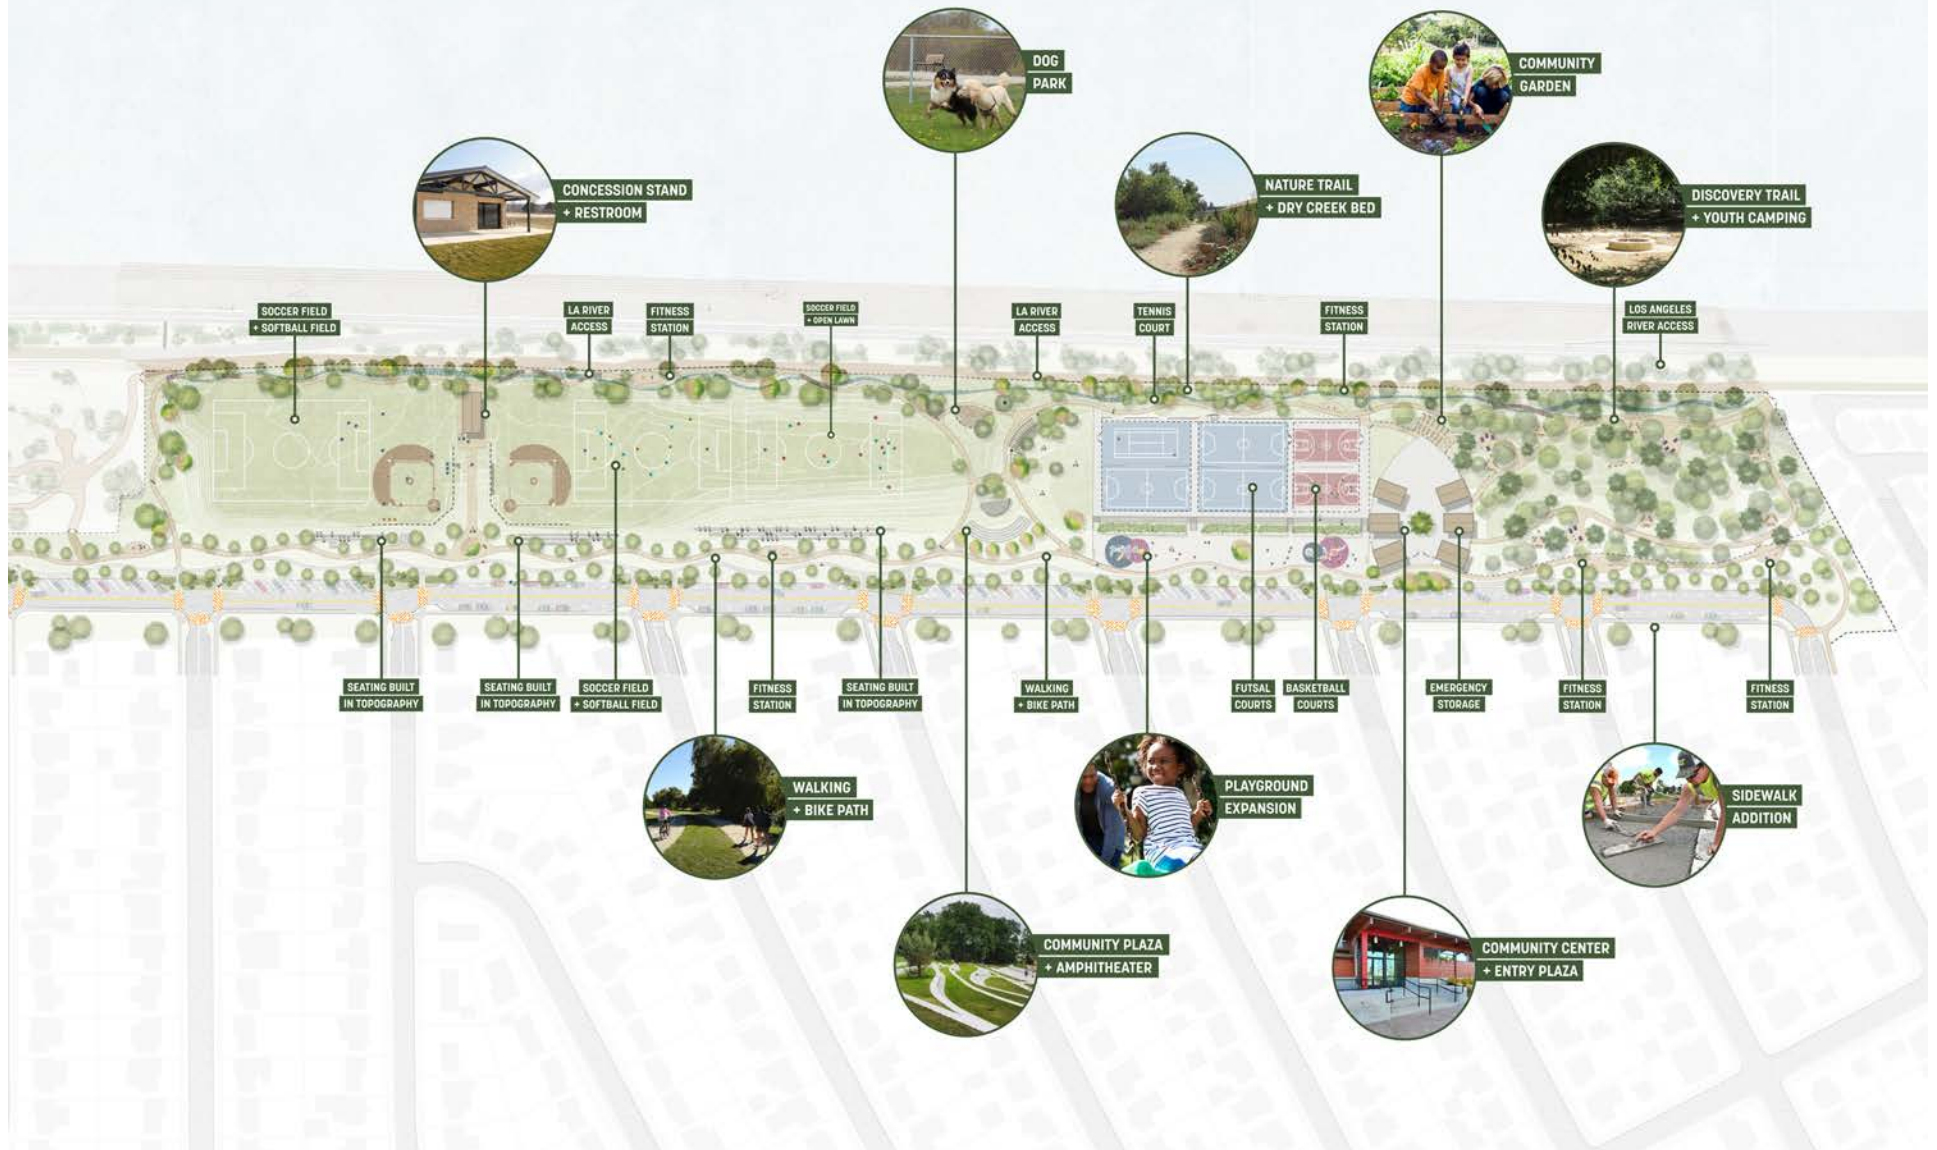 DOG
PARK
COMMUNITY
GARDEN
CONCESSION STAND
+ RESTROOM
NATURE TRAIL
+ DRY CREEK BED
DISCOVERY TRAIL
+ YOUTH CAMPING
SOCCER FIELD
+ SOFTBALL FIELD
LA RIVER
ACCESS
FITNESS
STATION
SOCCER FIELD
+ OPEN LAWN
LA RIVER
ACCESS
TENNIS
COURT
FITNESS
STATION
LOS ANGELES
RIVER ACCESS
SEATING BUILT
IN TOPOGRAPHY
SEATING BUILT
IN TOPOGRAPHY
SOCCER FIELD
+ SOFTBALL FIELD
FITNESS
STATION
SEATING BUILT
IN TOPOGRAPHY
WALKING
+ BIKE PATH
FUTSAL
COURTS
BASKETBALL
COURTS
EMERGENCY
STORAGE
FITNESS
STATION
FITNESS
STATION
WALKING
+ BIKE PATH
PLAYGROUND
EXPANSION
SIDEWALK
ADDITION
COMMUNITY PLAZA
+ AMPHITHEATER
COMMUNITY CENTER
+ ENTRY PLAZA